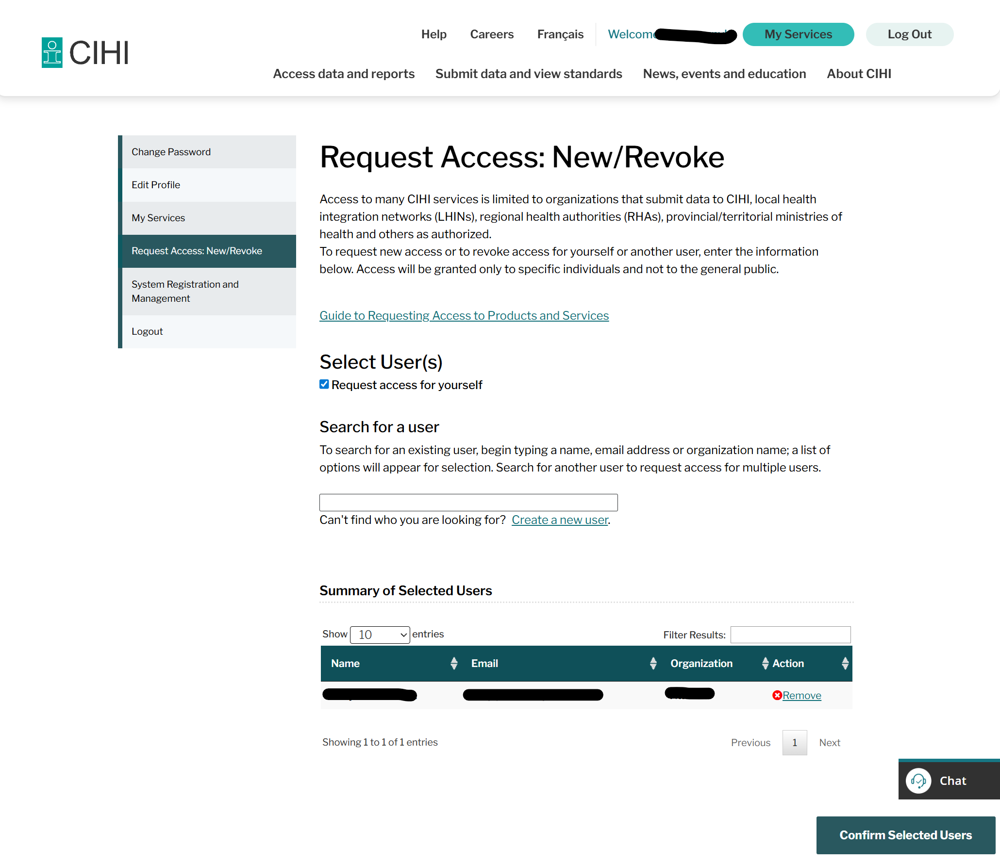 CIHI
Help Careers Français Welcome My Services Log Out
Access data and reports Submit data and view standards News, events and education About CIHI
Change Password
Edit Profile
My Services
Request Access: New/Revoke
System Registration and
Management
Logout
Request Access: New/Revoke
Access to many CIHI services is limited to organizations that submit data to CIHI, local health
integration networks (LHINs), regional health authorities (RHAs), provincial/territorial ministries of
health and others as authorized.
To request new access or to revoke access for yourself or another user, enter the information
below. Access will be granted only to specific individuals and not to the general public.
Guide to Requesting Access to Products and Services
Select User(s)
Request access for yourself
Search for a user
To search for an existing user, begin typing a name, email address or organization name; a list of
options will appear for selection. Search for another user to request access for multiple users.
Can't find who you are looking for? Create a new user.
Summary of Selected Users
Show 10 entries Filter Results:
Name Email Organization Action
Remove
Showing 1 to 1 of 1 entries Previous 1 Next
Chat
Confirm Selected Users